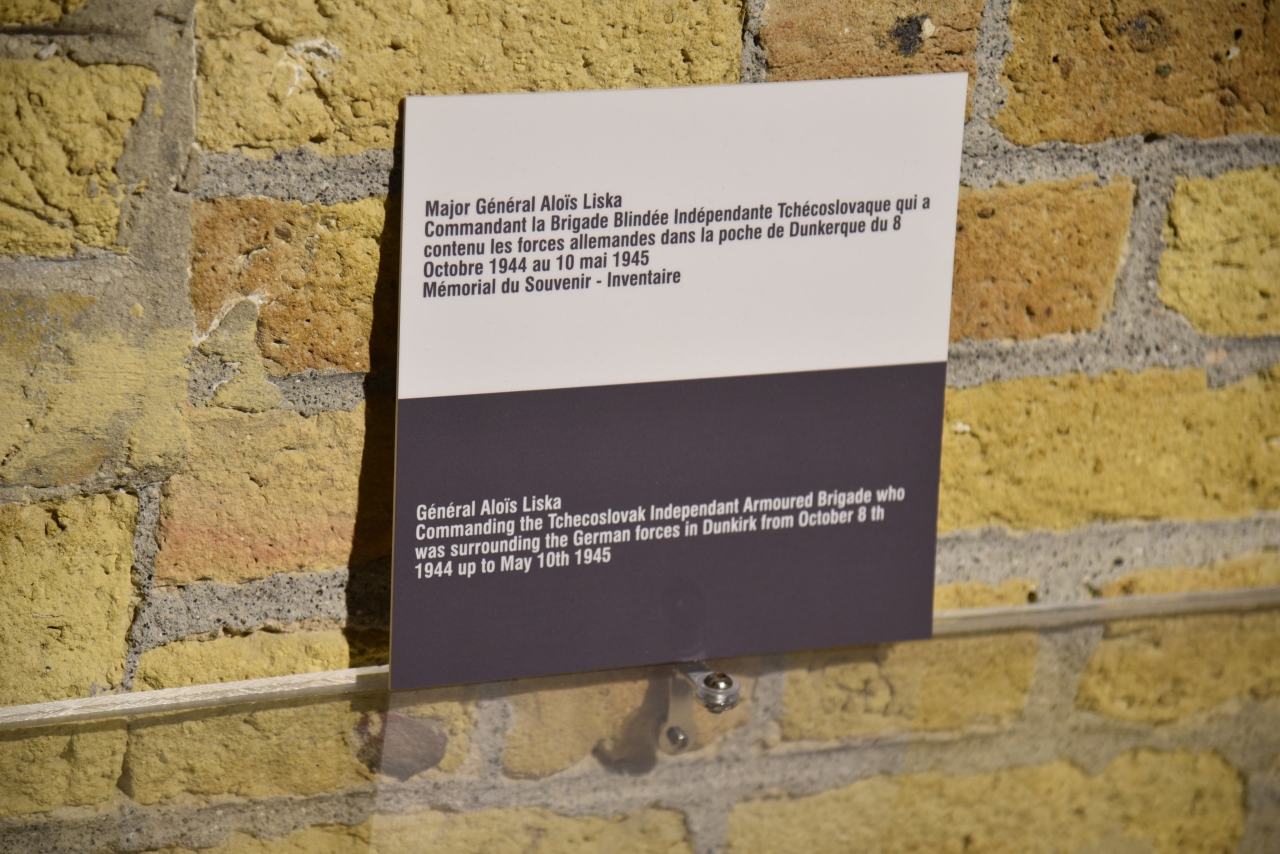 Major Général Aloïs Liska
Commandant la Brigade Blindée Indépendante Tchécoslovaque qui a
contenu les forces allemandes dans la poche de Dunkerque du 8
Octobre 1944 au 10 mai 1945
Mémorial du Souvenir - Inventaire
Général Aloïs Liska
Commanding the Tchecoslovak Independant Armoured Brigade who
was surrounding the German forces in Dunkirk from October 8 th
1944 up to May 10th 1945